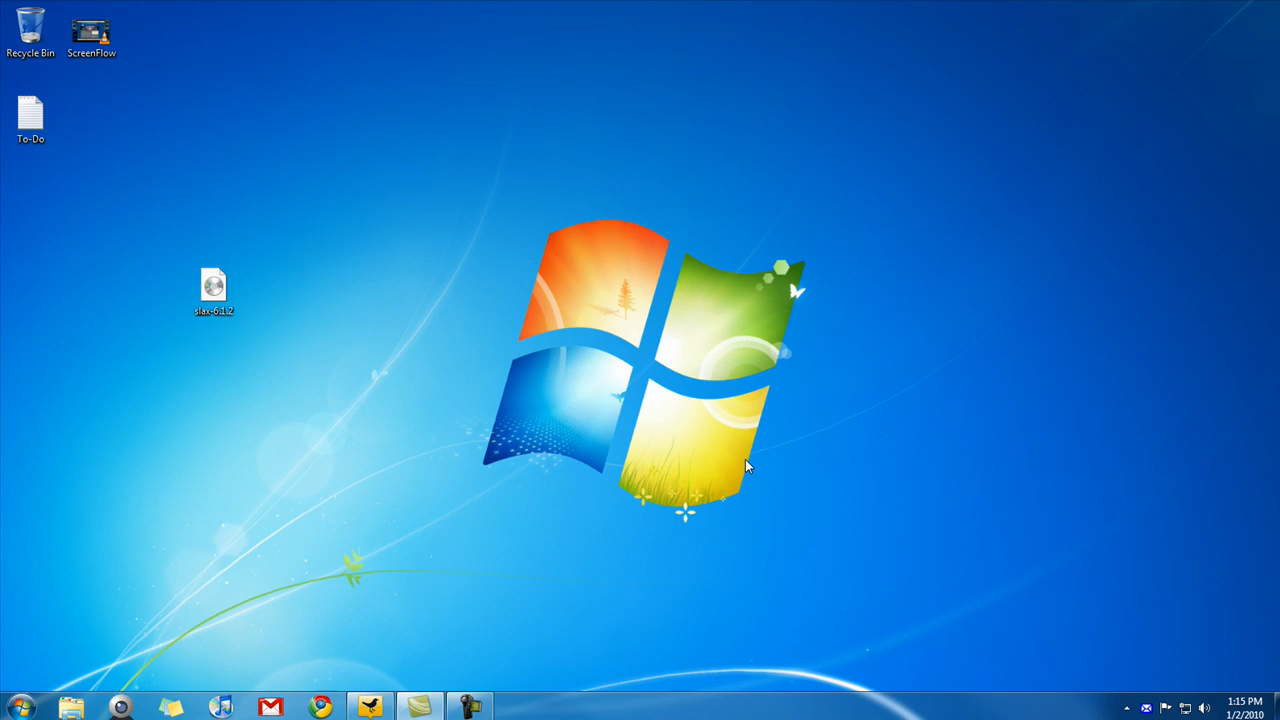 Recycle Bin
ScreenFlow
To-Do
slax-6.1.2
1:15 PM
1/2/2010